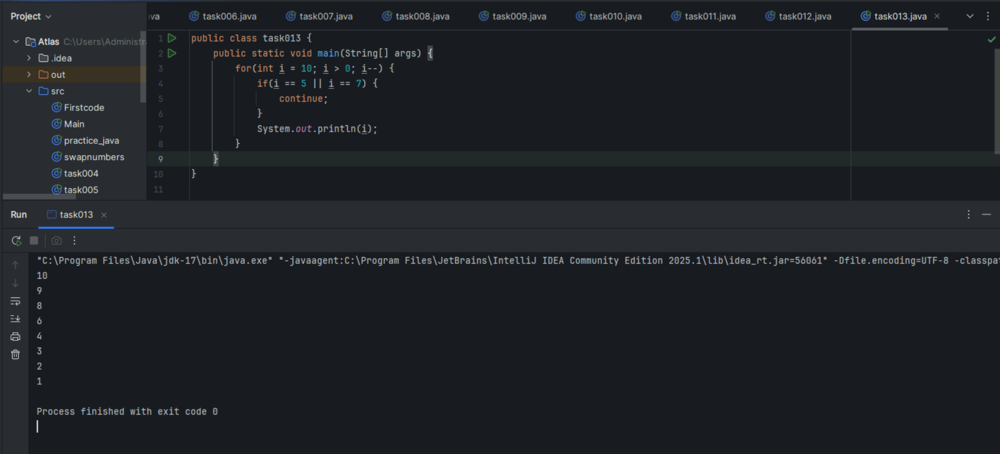 Project
va task006.java task007.java task008.java task009.java task010.java task011.java task012.java task013.java
Atlas C:\Users\Administr
.idea
out
src
Firstcode
Main
practice_java
swapnumbers
task004
task005
1 public class task013 {
2 public static void main(String[] args) {
3 for(int i = 10; i > 0; i--) {
4 if(i == 5 || i == 7) {
5 continue;
6 }
7 System.out.println(i);
8 }
9 }
10 }
11
Run task013
"C:\Program Files\Java\jdk-17\bin\java.exe" "-javaagent:C:\Program Files\JetBrains\IntelliJ IDEA Community Edition 2025.1\lib\idea_rt.jar=56061" -Dfile.encoding=UTF-8 -classpa
10
9
8
6
4
3
2
1
Process finished with exit code 0